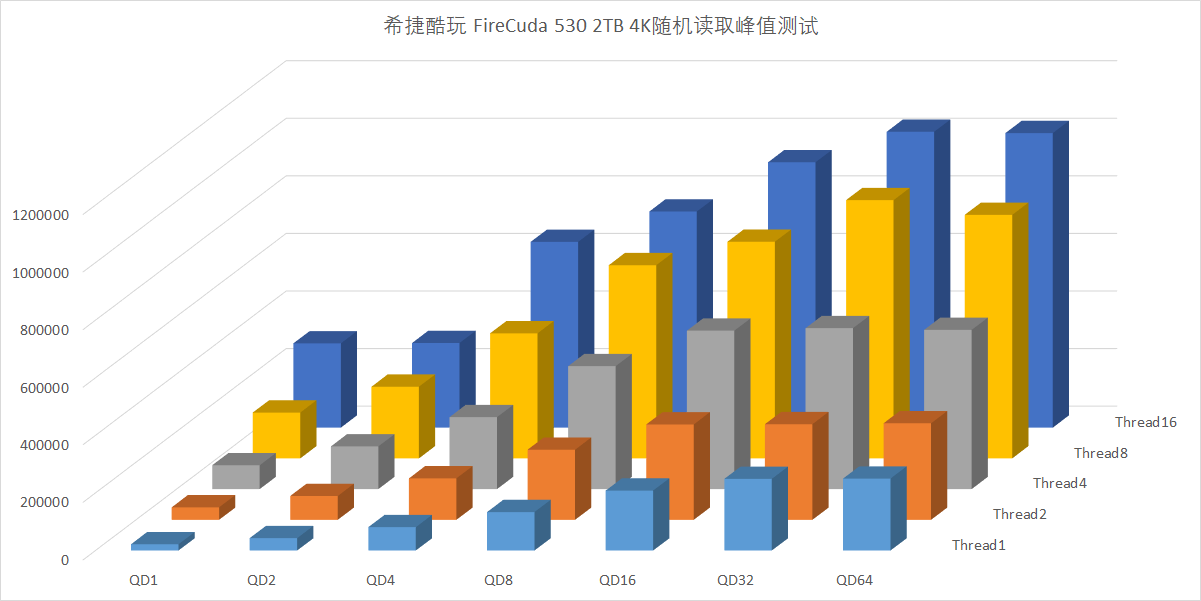 希捷酷玩 FireCuda 530 2TB 4K随机读取峰值测试
1200000
1000000
800000
600000
400000
200000
0
Thread16
Thread8
Thread4
Thread2
Thread1
QD1 QD2 QD4 QD8 QD16 QD32 QD64